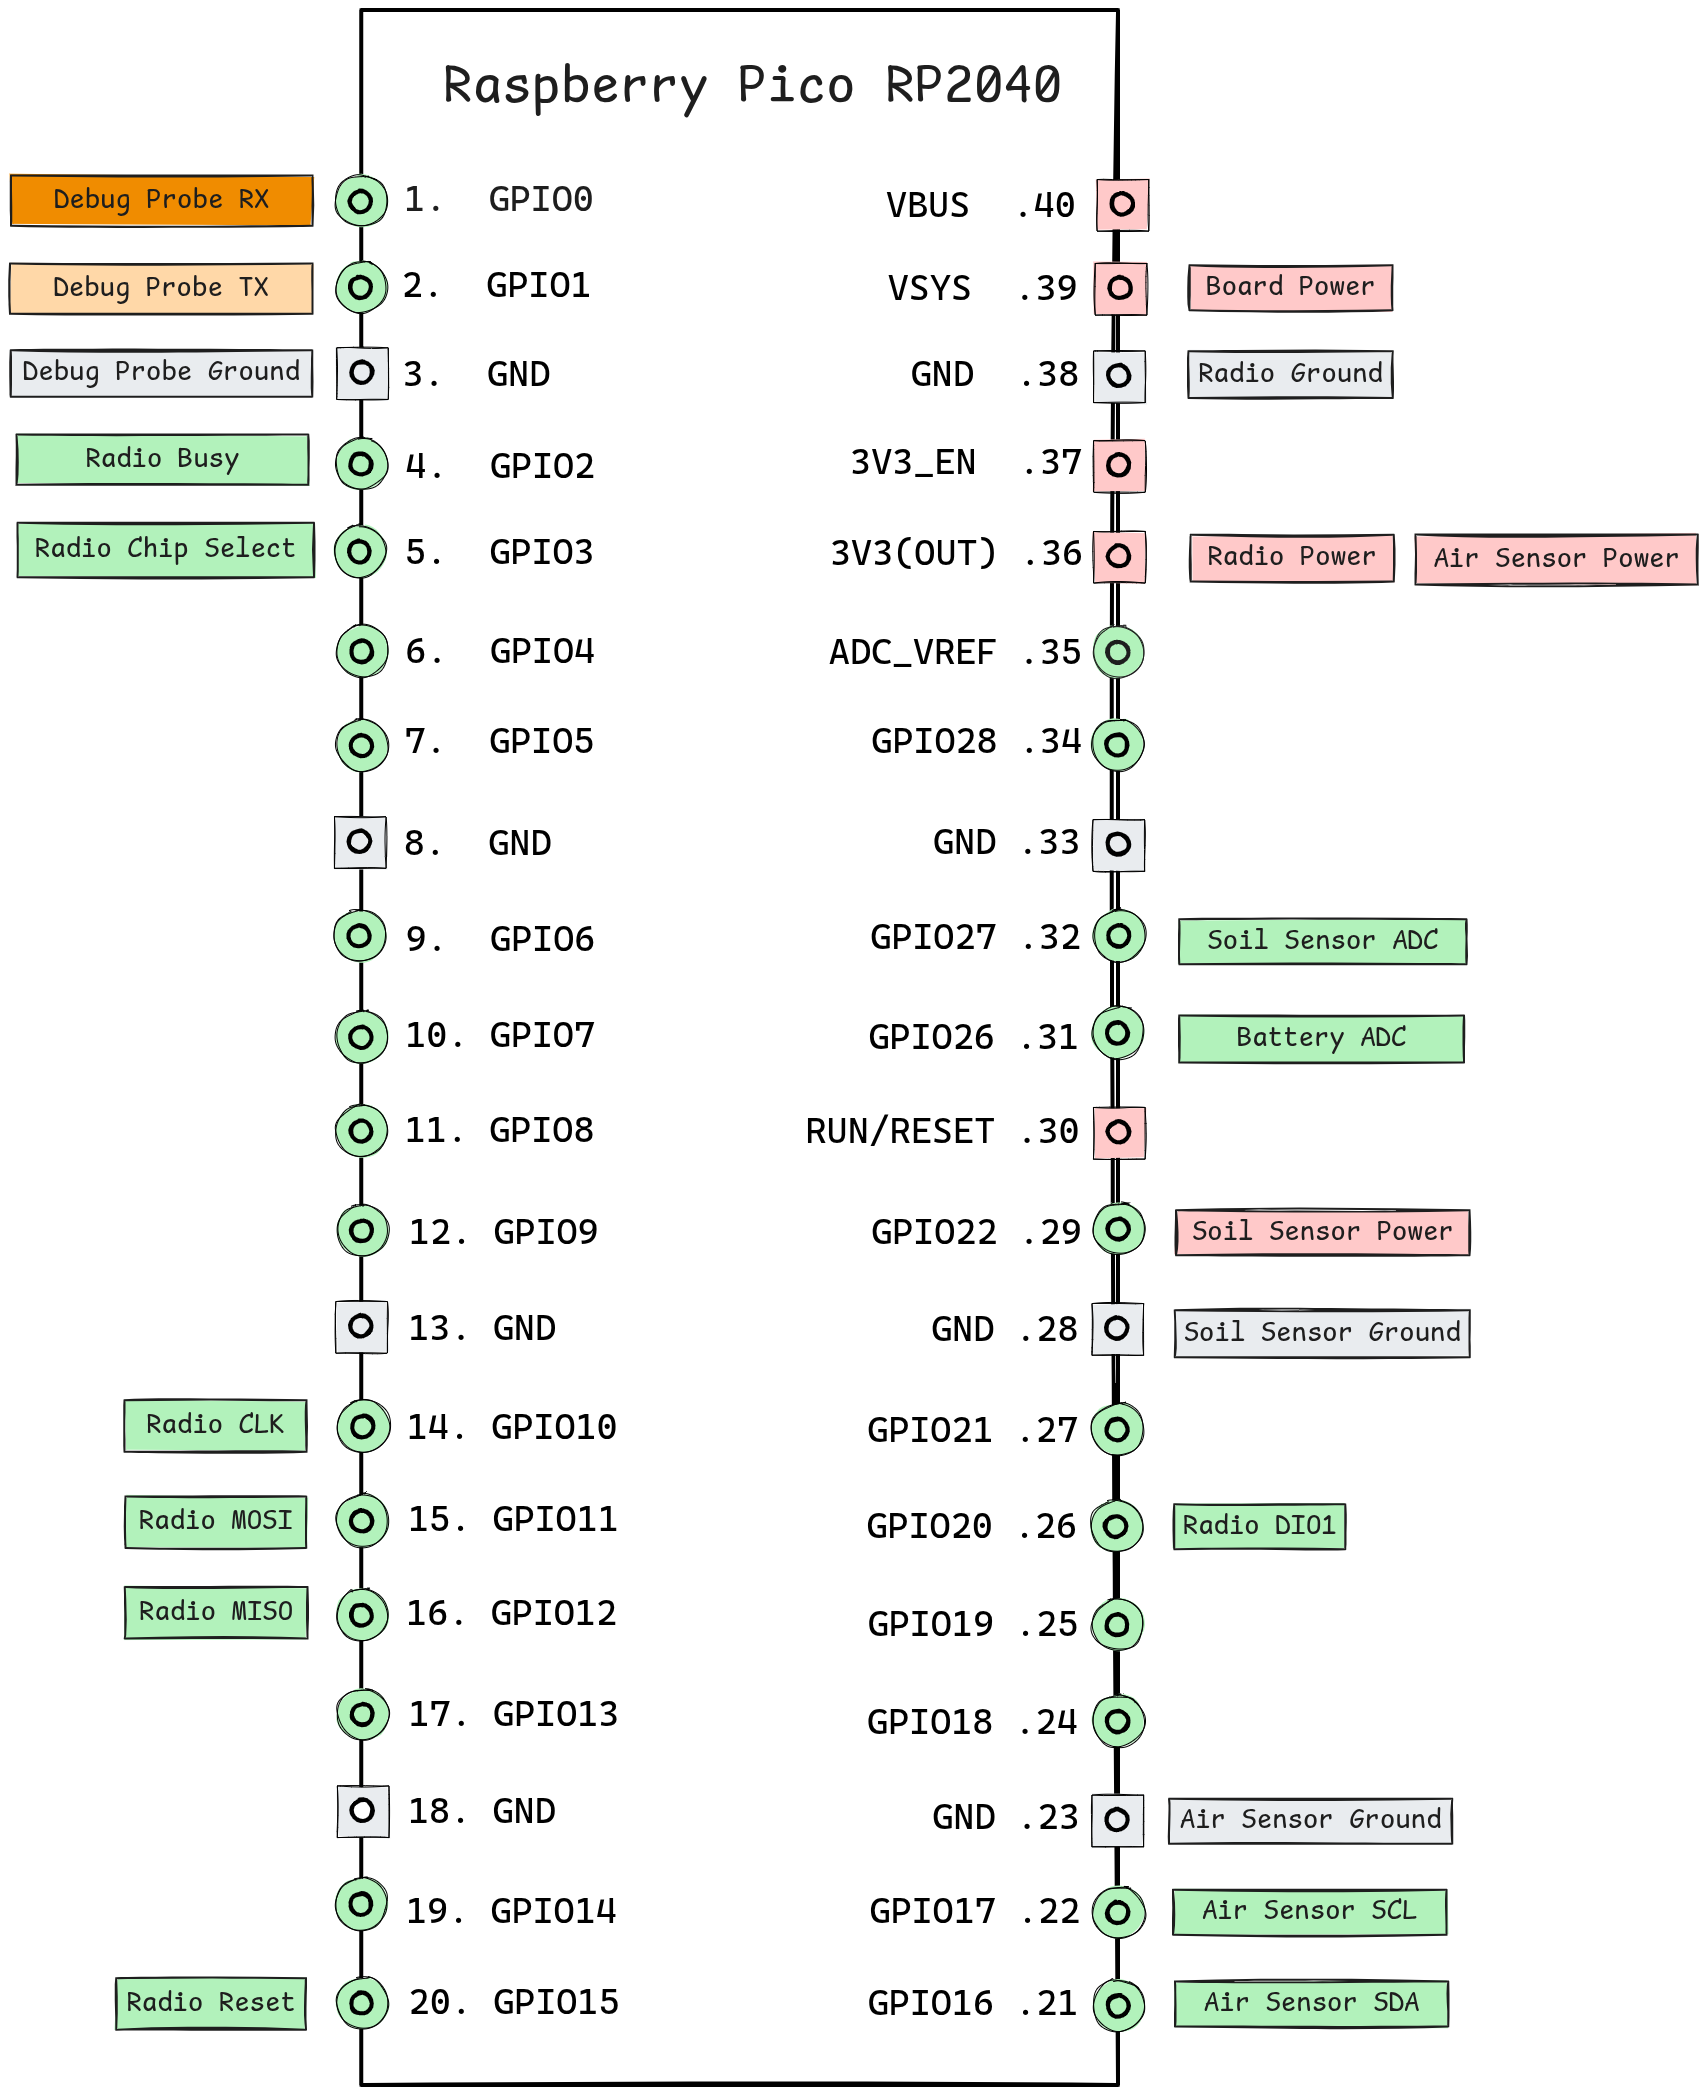 Raspberry Pico RP2040
Debug Probe RX 1. GPIO0 VBUS .40
Debug Probe TX 2. GPIO1 VSYS .39 Board Power
Debug Probe Ground 3. GND GND .38 Radio Ground
Radio Busy 4. GPIO2 3V3_EN .37
Radio Chip Select 5. GPIO3 3V3(OUT) .36 Radio Power Air Sensor Power
6. GPIO4 ADC_VREF .35
7. GPIO5 GPIO28 .34
8. GND GND .33
9. GPIO6 GPIO27 .32 Soil Sensor ADC
10. GPIO7 GPIO26 .31 Battery ADC
11. GPIO8 RUN/RESET .30
12. GPIO9 GPIO22 .29 Soil Sensor Power
13. GND GND .28 Soil Sensor Ground
Radio CLK 14. GPIO10 GPIO21 .27
Radio MOSI 15. GPIO11 GPIO20 .26 Radio DIO1
Radio MISO 16. GPIO12 GPIO19 .25
17. GPIO13 GPIO18 .24
18. GND GND .23 Air Sensor Ground
19. GPIO14 GPIO17 .22 Air Sensor SCL
Radio Reset 20. GPIO15 GPIO16 .21 Air Sensor SDA